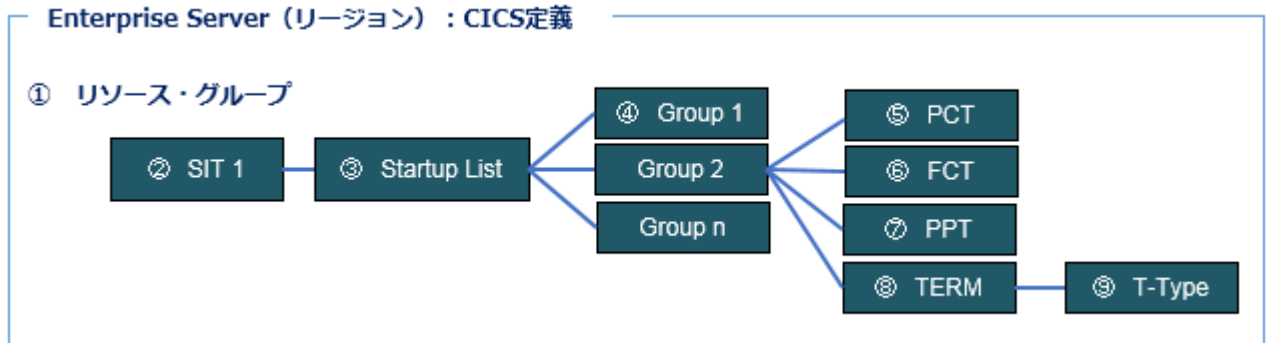 Enterprise Server（リージョン）：CICS定義
① リソース・グループ
② SIT 1
③ Startup List
④ Group 1
Group 2
Group n
⑤ PCT
⑥ FCT
⑦ PPT
⑧ TERM
⑨ T-Type